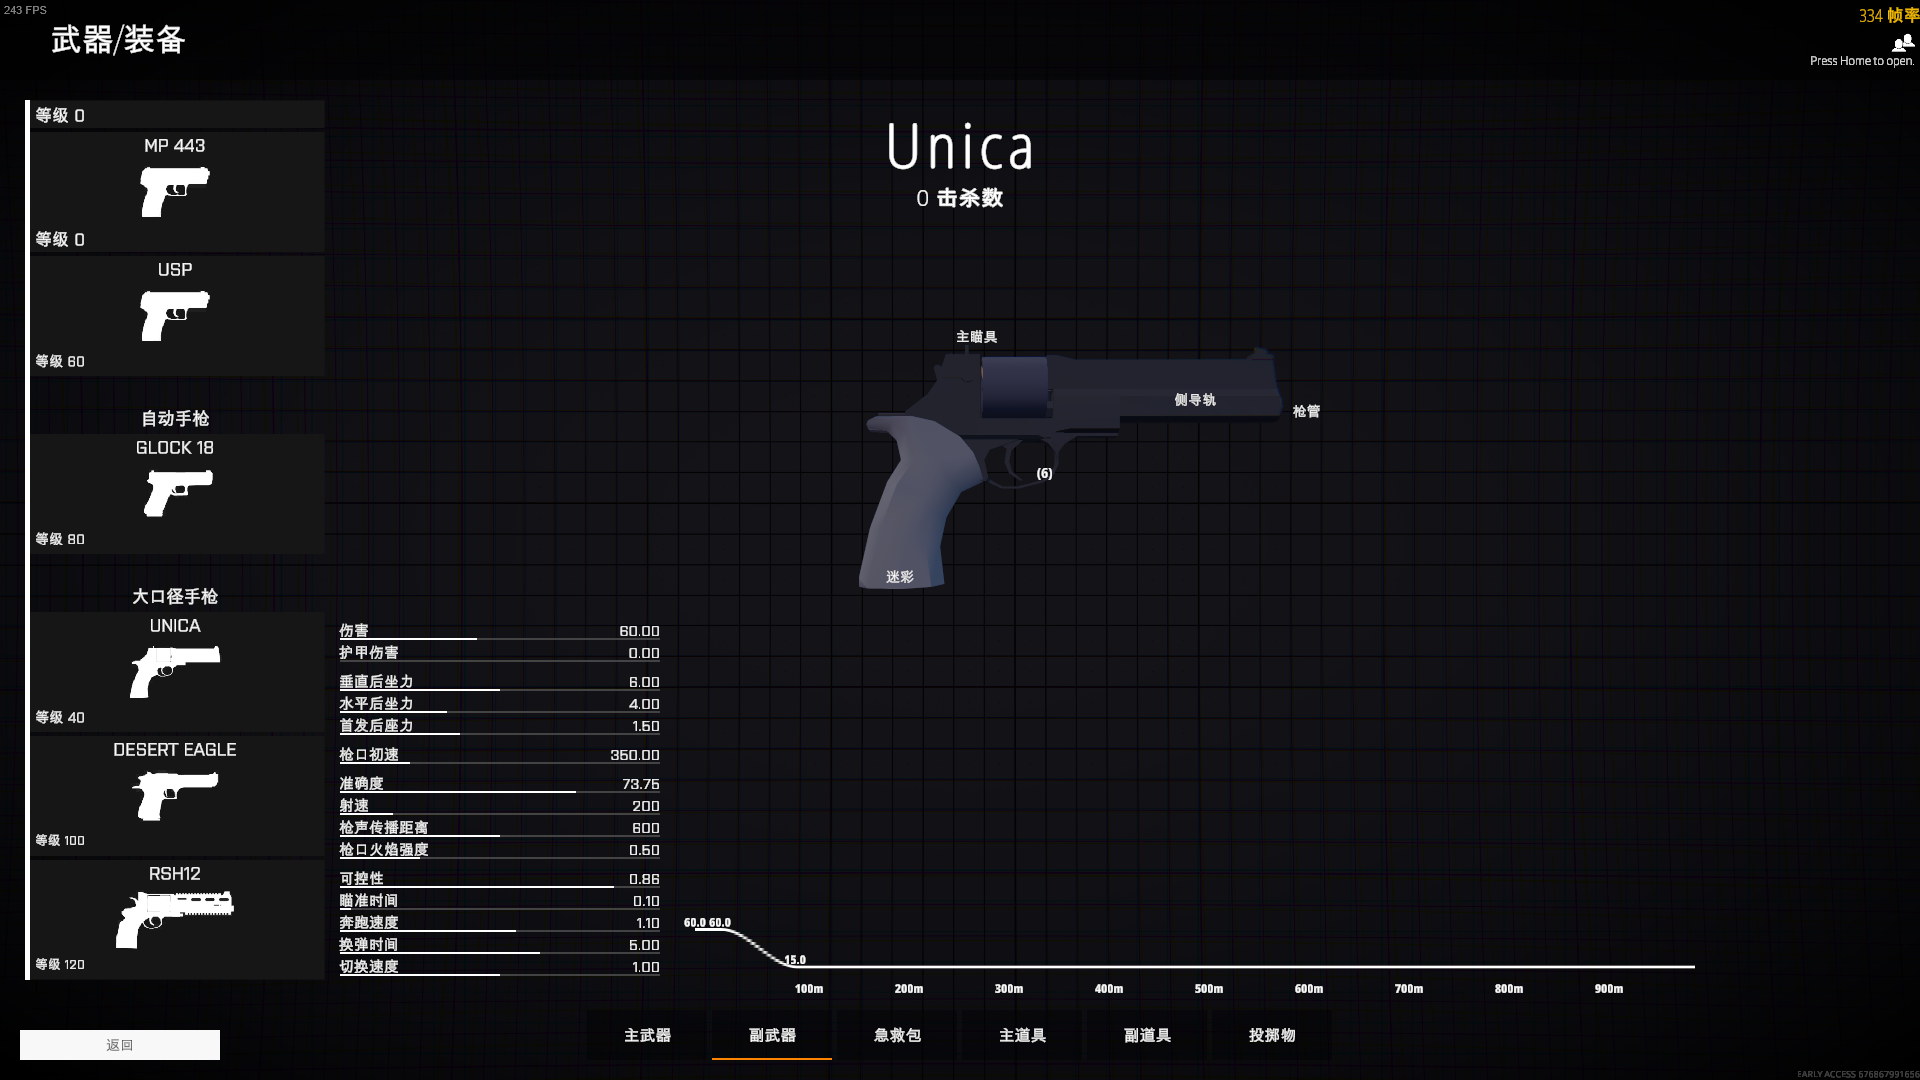 243 FPS
334 帧率
武器/装备
Press Home to open.
等级 0
MP 443
等级 0
USP
等级 60
自动手枪
GLOCK 18
等级 80
大口径手枪
UNICA
等级 40
DESERT EAGLE
等级 100
RSH12
等级 120
返回
Unica
0 击杀数
主瞄具
侧导轨
枪管
(6)
迷彩
伤害 60.00
护甲伤害 0.00
垂直后坐力 6.00
水平后坐力 4.00
首发后座力 1.50
枪口初速 350.00
准确度 73.75
射速 200
枪声传播距离 600
枪口火焰强度 0.50
可控性 0.86
瞄准时间 0.10
奔跑速度 1.10
换弹时间 5.00
切换速度 1.00
60.0 60.0
15.0
100m 200m 300m 400m 500m 600m 700m 800m 900m
主武器 副武器 急救包 主道具 副道具 投掷物
EARLY ACCESS 676867991656